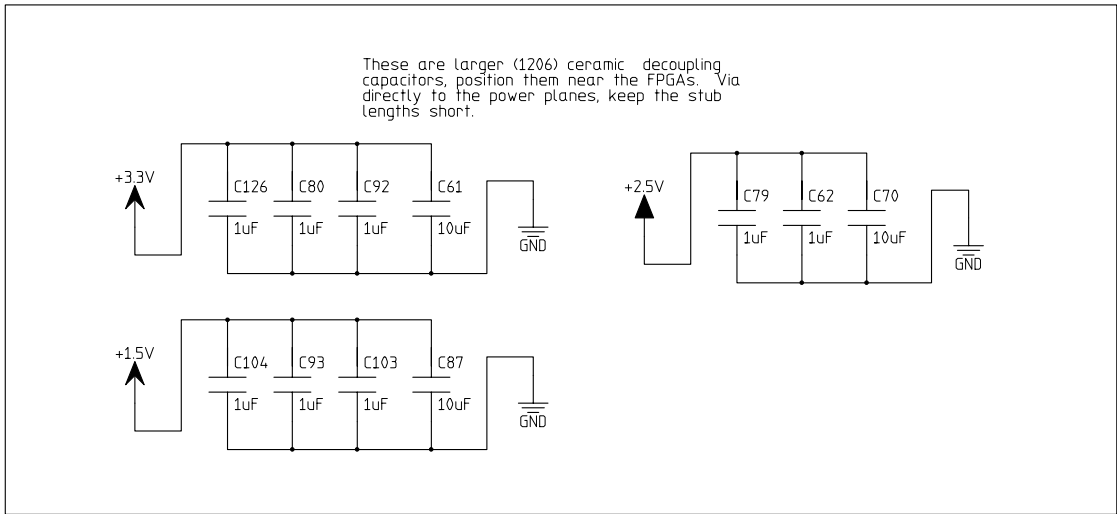 These are larger (1206) ceramic  decoupling
capacitors, position them near the FPGAs.  Via
directly to the power planes, keep the stub
lengths short.
+3.3V
C126
C80
C92
C61
1uF
1uF
1uF
10uF
GND
+2.5V
C79
C62
C70
1uF
1uF
10uF
GND
+1.5V
C104
C93
C103
C87
1uF
1uF
1uF
10uF
GND